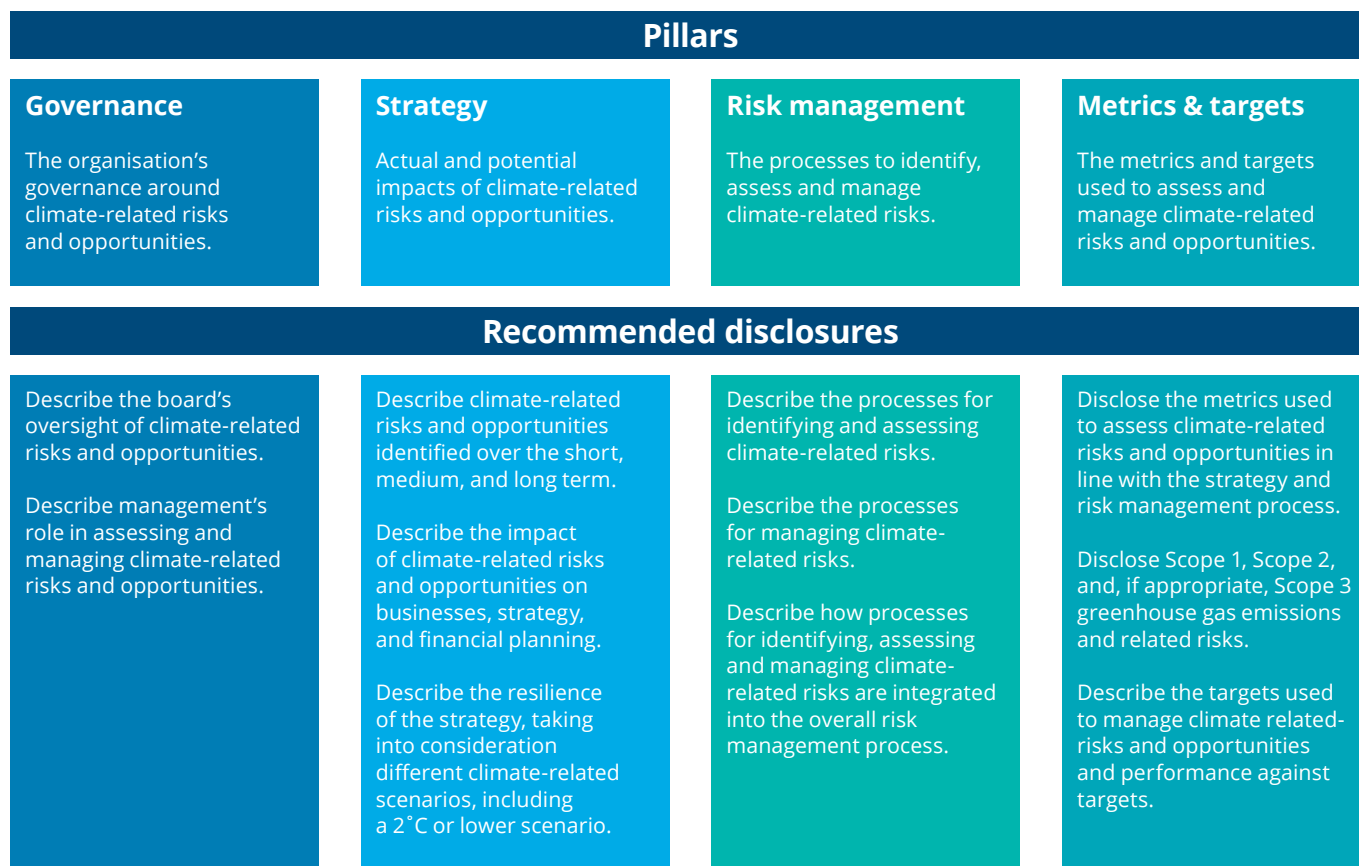 Pillars
Governance
The organisation's
governance around
climate-related risks
and opportunities.
Strategy
Actual and potential
impacts of climate-related
risks and opportunities.
Risk management
The processes to identify,
assess and manage
climate-related risks.
Metrics & targets
The metrics and targets
used to assess and
manage climate-related
risks and opportunities.
Recommended disclosures
Describe the board's
oversight of climate-related
risks and opportunities.
Describe management's
role in assessing and
managing climate-related
risks and opportunities.
Describe climate-related
risks and opportunities
identified over the short,
medium, and long term.
Describe the impact
of climate-related risks
and opportunities on
businesses, strategy,
and financial planning.
Describe the resilience
of the strategy, taking
into consideration
different climate-related
scenarios, including
a 2˚C or lower scenario.
Describe the processes for
identifying and assessing
climate-related risks.
Describe the processes
for managing climate-
related risks.
Describe how processes
for identifying, assessing
and managing climate-
related risks are integrated
into the overall risk
management process.
Disclose the metrics used
to assess climate-related
risks and opportunities in
line with the strategy and
risk management process.
Disclose Scope 1, Scope 2,
and, if appropriate, Scope 3
greenhouse gas emissions
and related risks.
Describe the targets used
to manage climate related-
risks and opportunities
and performance against
targets.